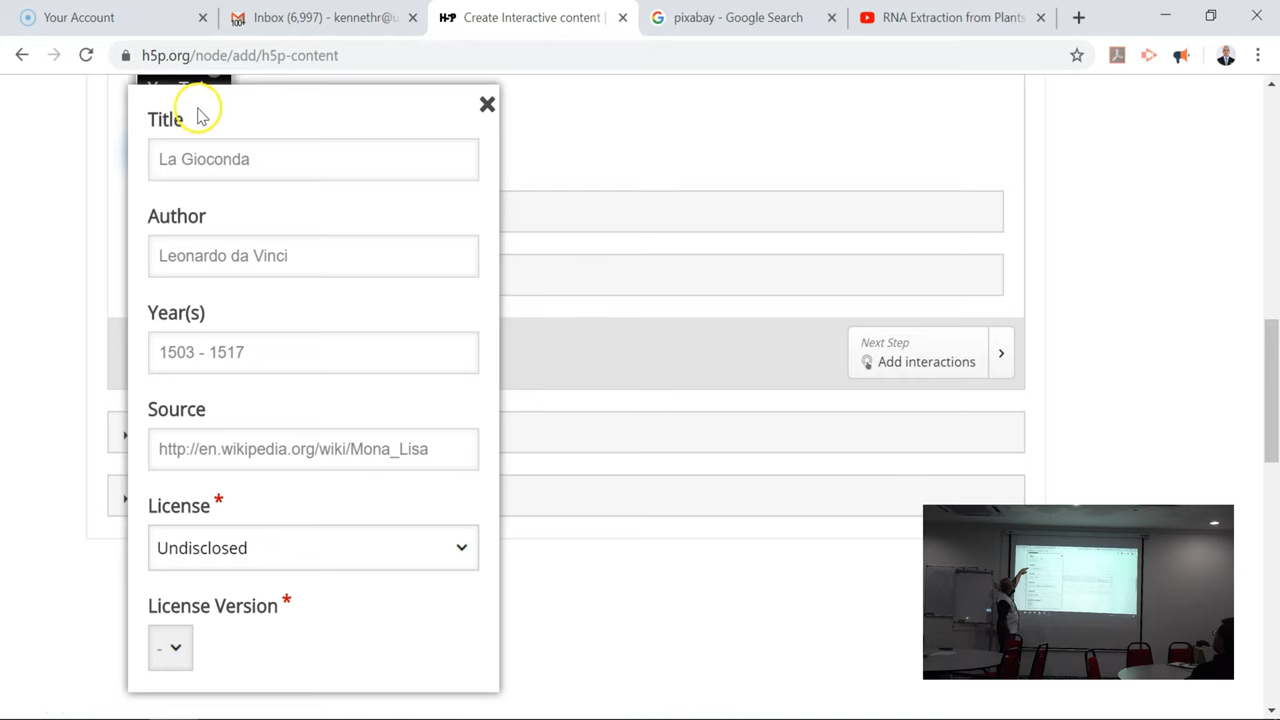 Your Account
Inbox (6,997) - kennethr@u
H5P Create Interactive content |
pixabay - Google Search
RNA Extraction from Plants
h5p.org/node/add/h5p-content
Title
La Gioconda
Author
Leonardo da Vinci
Year(s)
1503 - 1517
Next Step
Add interactions
Source
http://en.wikipedia.org/wiki/Mona_Lisa
License *
Undisclosed
License Version *
-